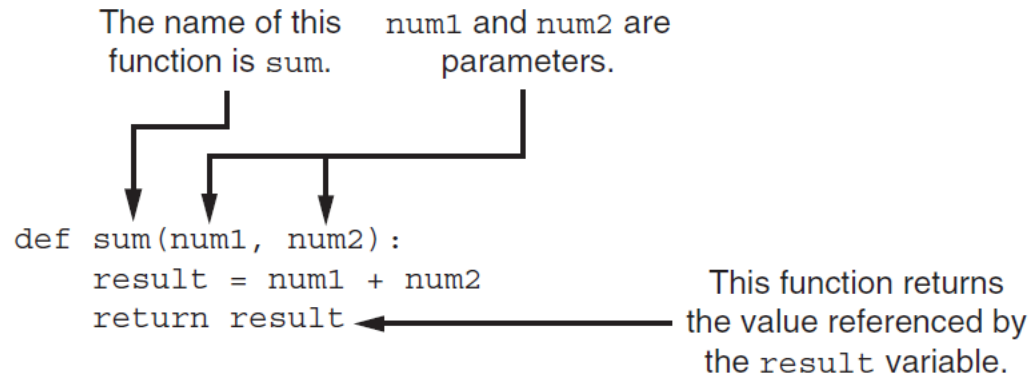 The name of this
function is sum.
num1 and num2 are
parameters.
def sum(num1, num2):
    result = num1 + num2
    return result
This function returns
the value referenced by
the result variable.